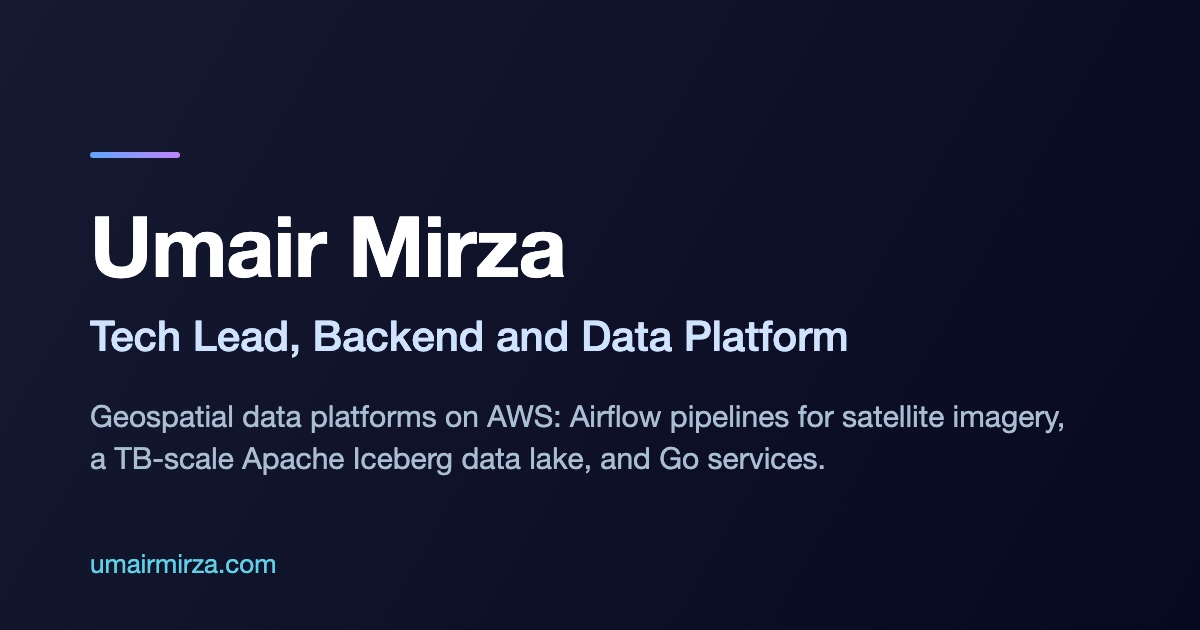 Umair Mirza
Tech Lead, Backend and Data Platform
Geospatial data platforms on AWS: Airflow pipelines for satellite imagery,
a TB-scale Apache Iceberg data lake, and Go services.
umairmirza.com